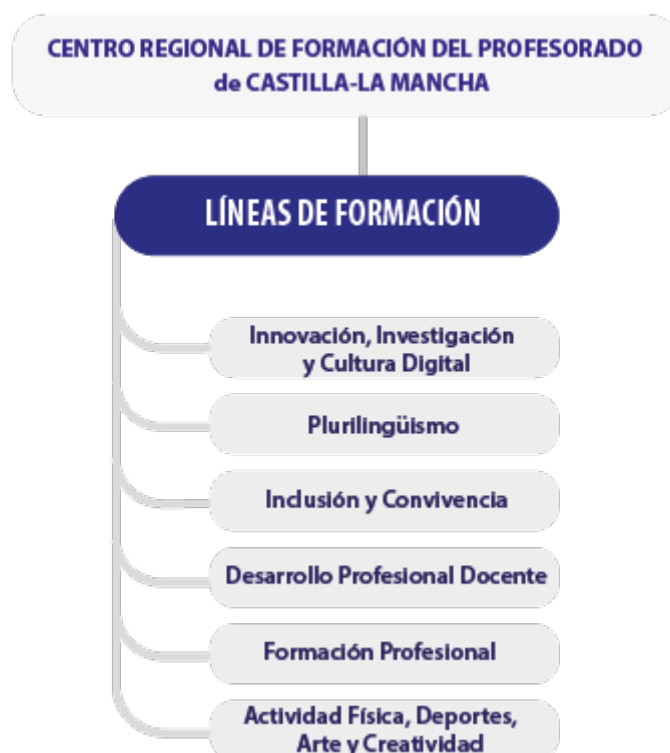 CENTRO REGIONAL DE FORMACIÓN DEL PROFESORADO
de CASTILLA-LA MANCHA
LÍNEAS DE FORMACIÓN
Innovación, Investigación
y Cultura Digital
Plurilingüismo
Inclusión y Convivencia
Desarrollo Profesional Docente
Formación Profesional
Actividad Física, Deportes,
Arte y Creatividad